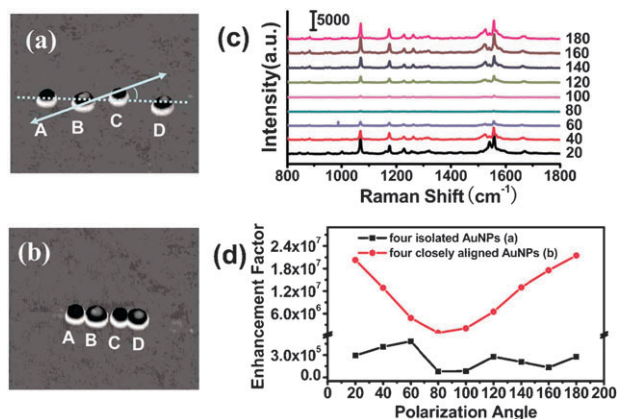 (a)
A
B
C
D
(b)
A
B
C
D
(c)
5000
Intensity(a.u.)
180
160
140
120
100
80
60
40
20
800 1000 1200 1400 1600 1800
Raman Shift (cm⁻¹)
(d)
four isolated AuNPs (a)
four closely aligned AuNPs (b)
Enhancement Factor
2.4x10⁷
1.8x10⁷
1.2x10⁷
6.0x10⁶
3.0x10⁵
0.0
0 20 40 60 80 100 120 140 160 180 200
Polarization Angle